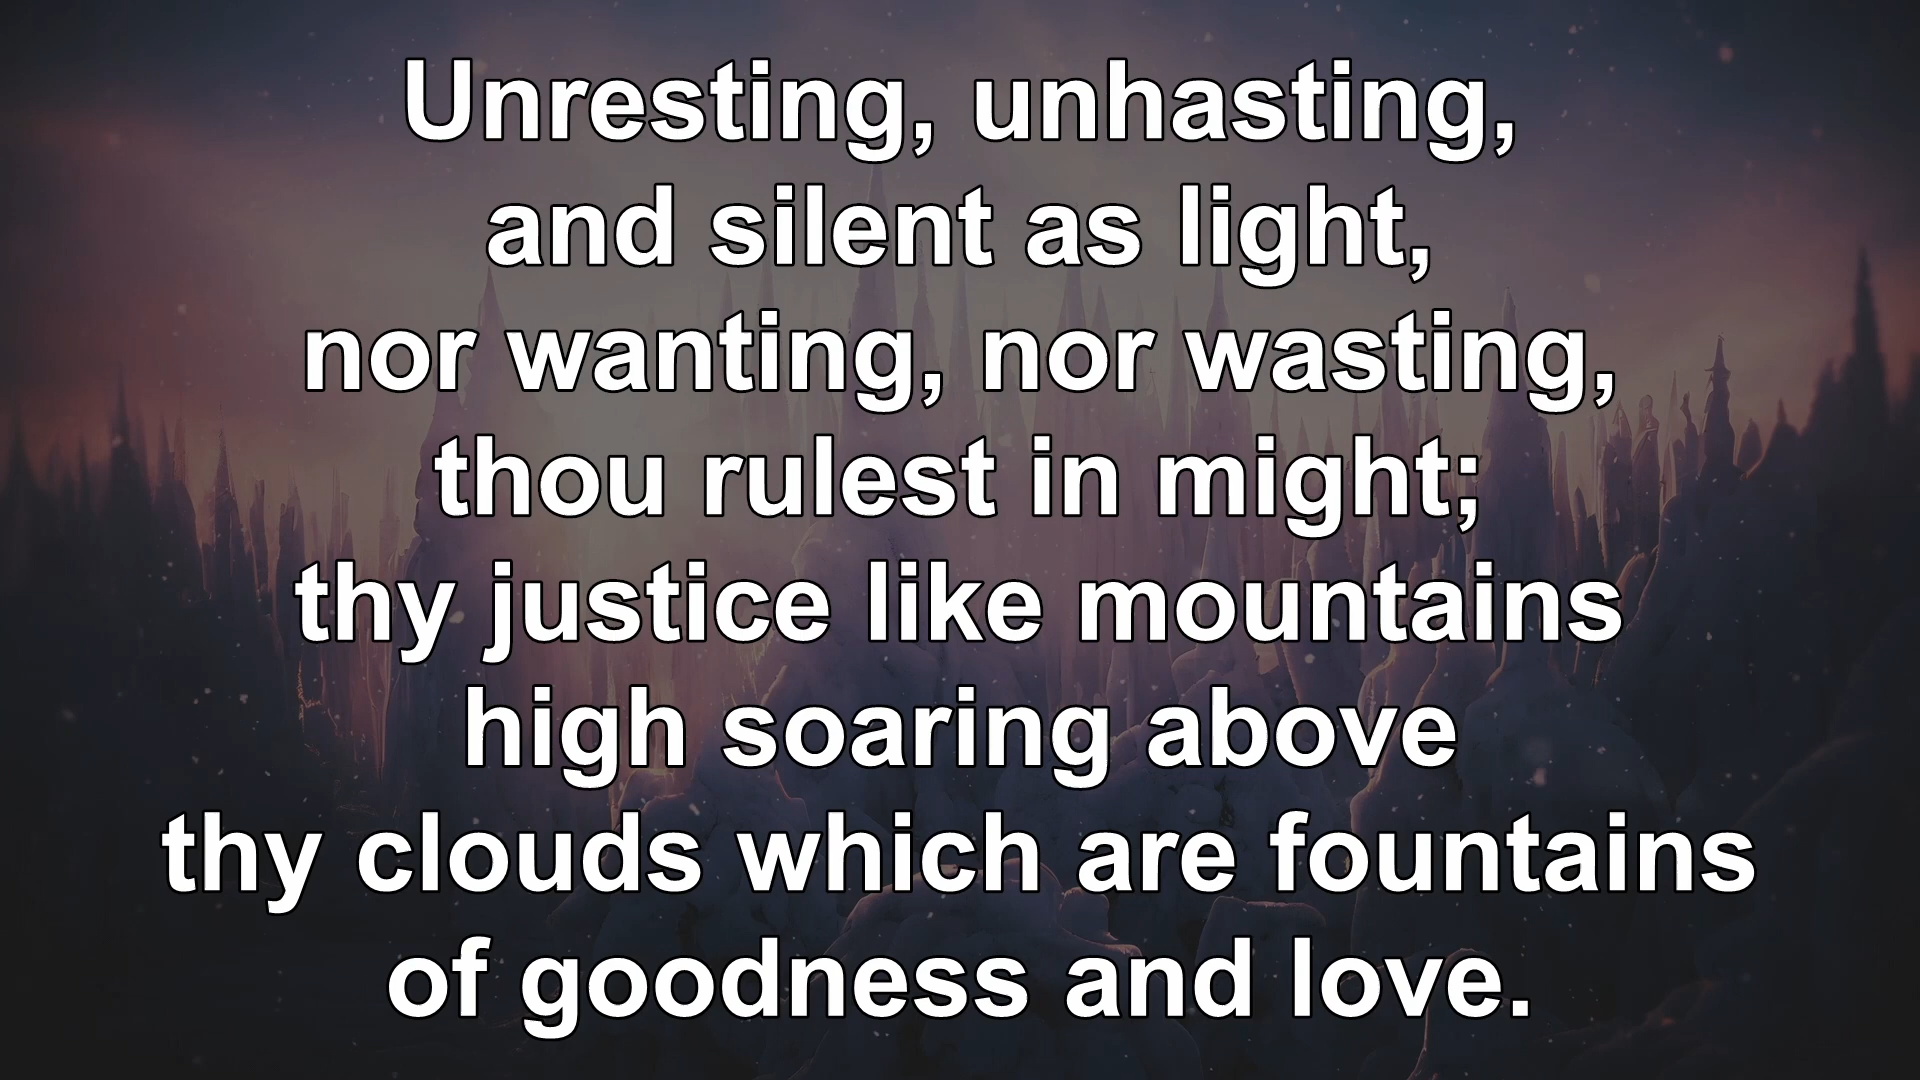 Unresting, unhasting,
and silent as light,
nor wanting, nor wasting,
thou rulest in might;
thy justice like mountains
high soaring above
thy clouds which are fountains
of goodness and love.